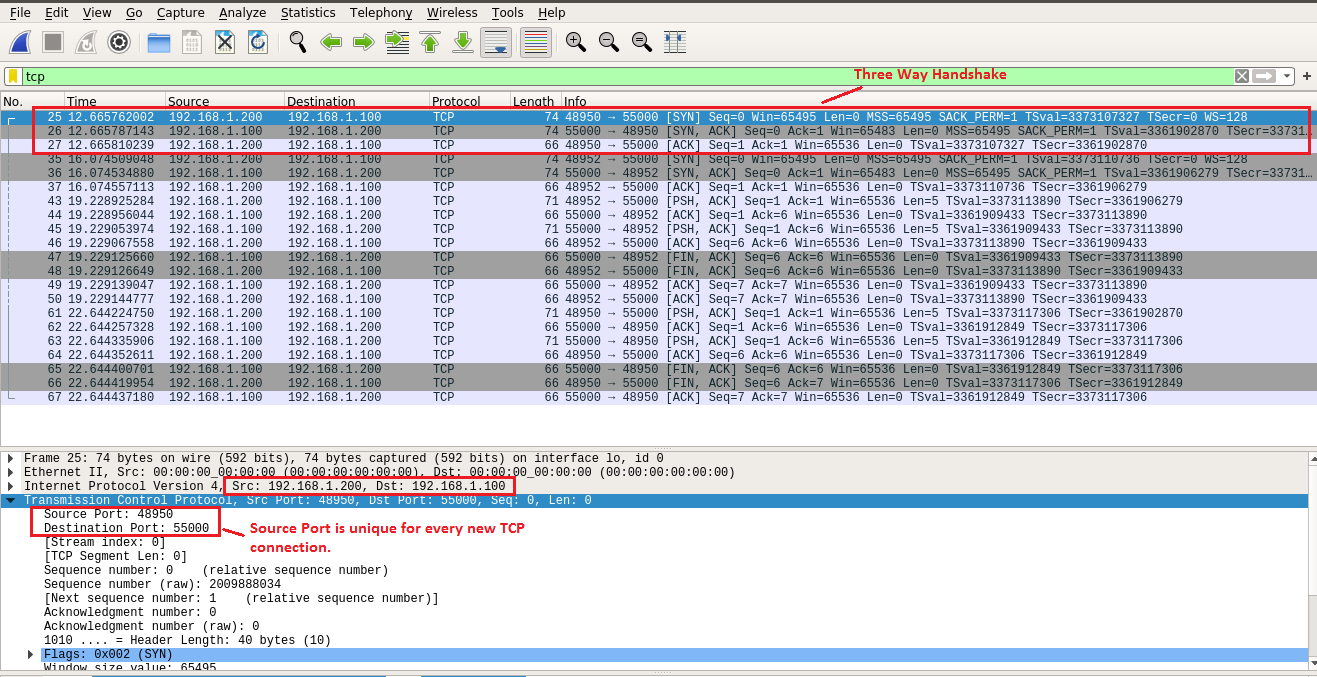 File Edit View Go Capture Analyze Statistics Telephony Wireless Tools Help
tcp
Three Way Handshake
No. Time Source Destination Protocol Length Info
25 12.665762002 192.168.1.200 192.168.1.100 TCP 74 48950 → 55000 [SYN] Seq=0 Win=65495 Len=0 MSS=65495 SACK_PERM=1 TSval=3373107327 TSecr=0 WS=128
26 12.665787143 192.168.1.100 192.168.1.200 TCP 74 55000 → 48950 [SYN, ACK] Seq=0 Ack=1 Win=65483 Len=0 MSS=65495 SACK_PERM=1 TSval=3361902870 TSecr=33731...
27 12.665810239 192.168.1.200 192.168.1.100 TCP 66 48950 → 55000 [ACK] Seq=1 Ack=1 Win=65536 Len=0 TSval=3373107327 TSecr=3361902870
35 16.074509048 192.168.1.200 192.168.1.100 TCP 74 48952 → 55000 [SYN] Seq=0 Win=65495 Len=0 MSS=65495 SACK_PERM=1 TSval=3373110736 TSecr=0 WS=128
36 16.074534880 192.168.1.100 192.168.1.200 TCP 74 55000 → 48952 [SYN, ACK] Seq=0 Ack=1 Win=65483 Len=0 MSS=65495 SACK_PERM=1 TSval=3361906279 TSecr=33731...
37 16.074557113 192.168.1.200 192.168.1.100 TCP 66 48952 → 55000 [ACK] Seq=1 Ack=1 Win=65536 Len=0 TSval=3373110736 TSecr=3361906279
43 19.228925284 192.168.1.200 192.168.1.100 TCP 71 48952 → 55000 [PSH, ACK] Seq=1 Ack=1 Win=65536 Len=5 TSval=3373113890 TSecr=3361906279
44 19.228956044 192.168.1.100 192.168.1.200 TCP 66 55000 → 48952 [ACK] Seq=1 Ack=6 Win=65536 Len=0 TSval=3361909433 TSecr=3373113890
45 19.229053974 192.168.1.100 192.168.1.200 TCP 71 55000 → 48952 [PSH, ACK] Seq=1 Ack=6 Win=65536 Len=5 TSval=3361909433 TSecr=3373113890
46 19.229067558 192.168.1.200 192.168.1.100 TCP 66 48952 → 55000 [ACK] Seq=6 Ack=6 Win=65536 Len=0 TSval=3373113890 TSecr=3361909433
47 19.229125660 192.168.1.100 192.168.1.200 TCP 66 55000 → 48952 [FIN, ACK] Seq=6 Ack=6 Win=65536 Len=0 TSval=3361909433 TSecr=3373113890
48 19.229126649 192.168.1.200 192.168.1.100 TCP 66 48952 → 55000 [FIN, ACK] Seq=6 Ack=6 Win=65536 Len=0 TSval=3373113890 TSecr=3361909433
49 19.229139047 192.168.1.100 192.168.1.200 TCP 66 55000 → 48952 [ACK] Seq=7 Ack=7 Win=65536 Len=0 TSval=3361909433 TSecr=3373113890
50 19.229144777 192.168.1.200 192.168.1.100 TCP 66 48952 → 55000 [ACK] Seq=7 Ack=7 Win=65536 Len=0 TSval=3373113890 TSecr=3361909433
61 22.644224750 192.168.1.200 192.168.1.100 TCP 71 48950 → 55000 [PSH, ACK] Seq=1 Ack=1 Win=65536 Len=5 TSval=3373117306 TSecr=3361902870
62 22.644257328 192.168.1.100 192.168.1.200 TCP 66 55000 → 48950 [ACK] Seq=1 Ack=6 Win=65536 Len=0 TSval=3361912849 TSecr=3373117306
63 22.644335906 192.168.1.100 192.168.1.200 TCP 71 55000 → 48950 [PSH, ACK] Seq=1 Ack=6 Win=65536 Len=5 TSval=3361912849 TSecr=3373117306
64 22.644352611 192.168.1.200 192.168.1.100 TCP 66 48950 → 55000 [ACK] Seq=6 Ack=6 Win=65536 Len=0 TSval=3373117306 TSecr=3361912849
65 22.644400701 192.168.1.100 192.168.1.200 TCP 66 55000 → 48950 [FIN, ACK] Seq=6 Ack=6 Win=65536 Len=0 TSval=3361912849 TSecr=3373117306
66 22.644419954 192.168.1.200 192.168.1.100 TCP 66 48950 → 55000 [FIN, ACK] Seq=6 Ack=7 Win=65536 Len=0 TSval=3373117306 TSecr=3361912849
67 22.644437180 192.168.1.100 192.168.1.200 TCP 66 55000 → 48950 [ACK] Seq=7 Ack=7 Win=65536 Len=0 TSval=3361912849 TSecr=3373117306
Frame 25: 74 bytes on wire (592 bits), 74 bytes captured (592 bits) on interface lo, id 0
Ethernet II, Src: 00:00:00_00:00:00 (00:00:00:00:00:00), Dst: 00:00:00_00:00:00 (00:00:00:00:00:00)
Internet Protocol Version 4, Src: 192.168.1.200, Dst: 192.168.1.100
Transmission Control Protocol, Src Port: 48950, Dst Port: 55000, Seq: 0, Len: 0
Source Port: 48950
Destination Port: 55000
Source Port is unique for every new TCP
connection.
[Stream index: 0]
[TCP Segment Len: 0]
Sequence number: 0 (relative sequence number)
Sequence number (raw): 2009888034
[Next sequence number: 1 (relative sequence number)]
Acknowledgment number: 0
Acknowledgment number (raw): 0
1010 .... = Header Length: 40 bytes (10)
Flags: 0x002 (SYN)
Window size value: 65495